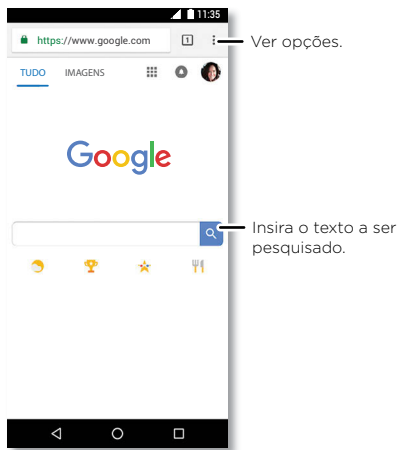 11:35
https://www.google.com 1
Ver opções.
TUDO IMAGENS
Google
Insira o texto a ser
pesquisado.